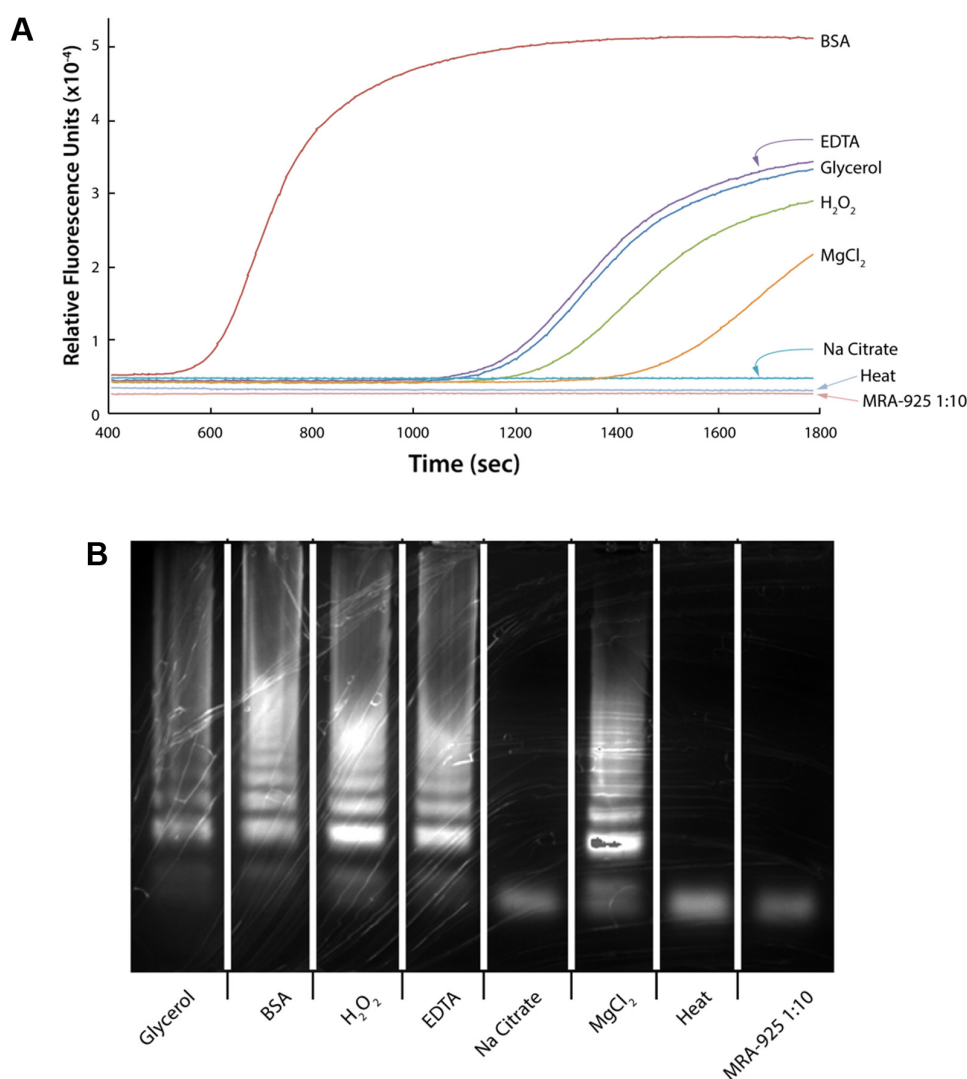 A
Relative Fluorescence Units (x10⁻⁴)
5
4
3
2
1
0
400 600 800 1000 1200 1400 1600 1800
Time (sec)
BSA
EDTA
Glycerol
H₂O₂
MgCl₂
Na Citrate
Heat
MRA-925 1:10
B
Glycerol
BSA
H₂O₂
EDTA
Na Citrate
MgCl₂
Heat
MRA-925 1:10